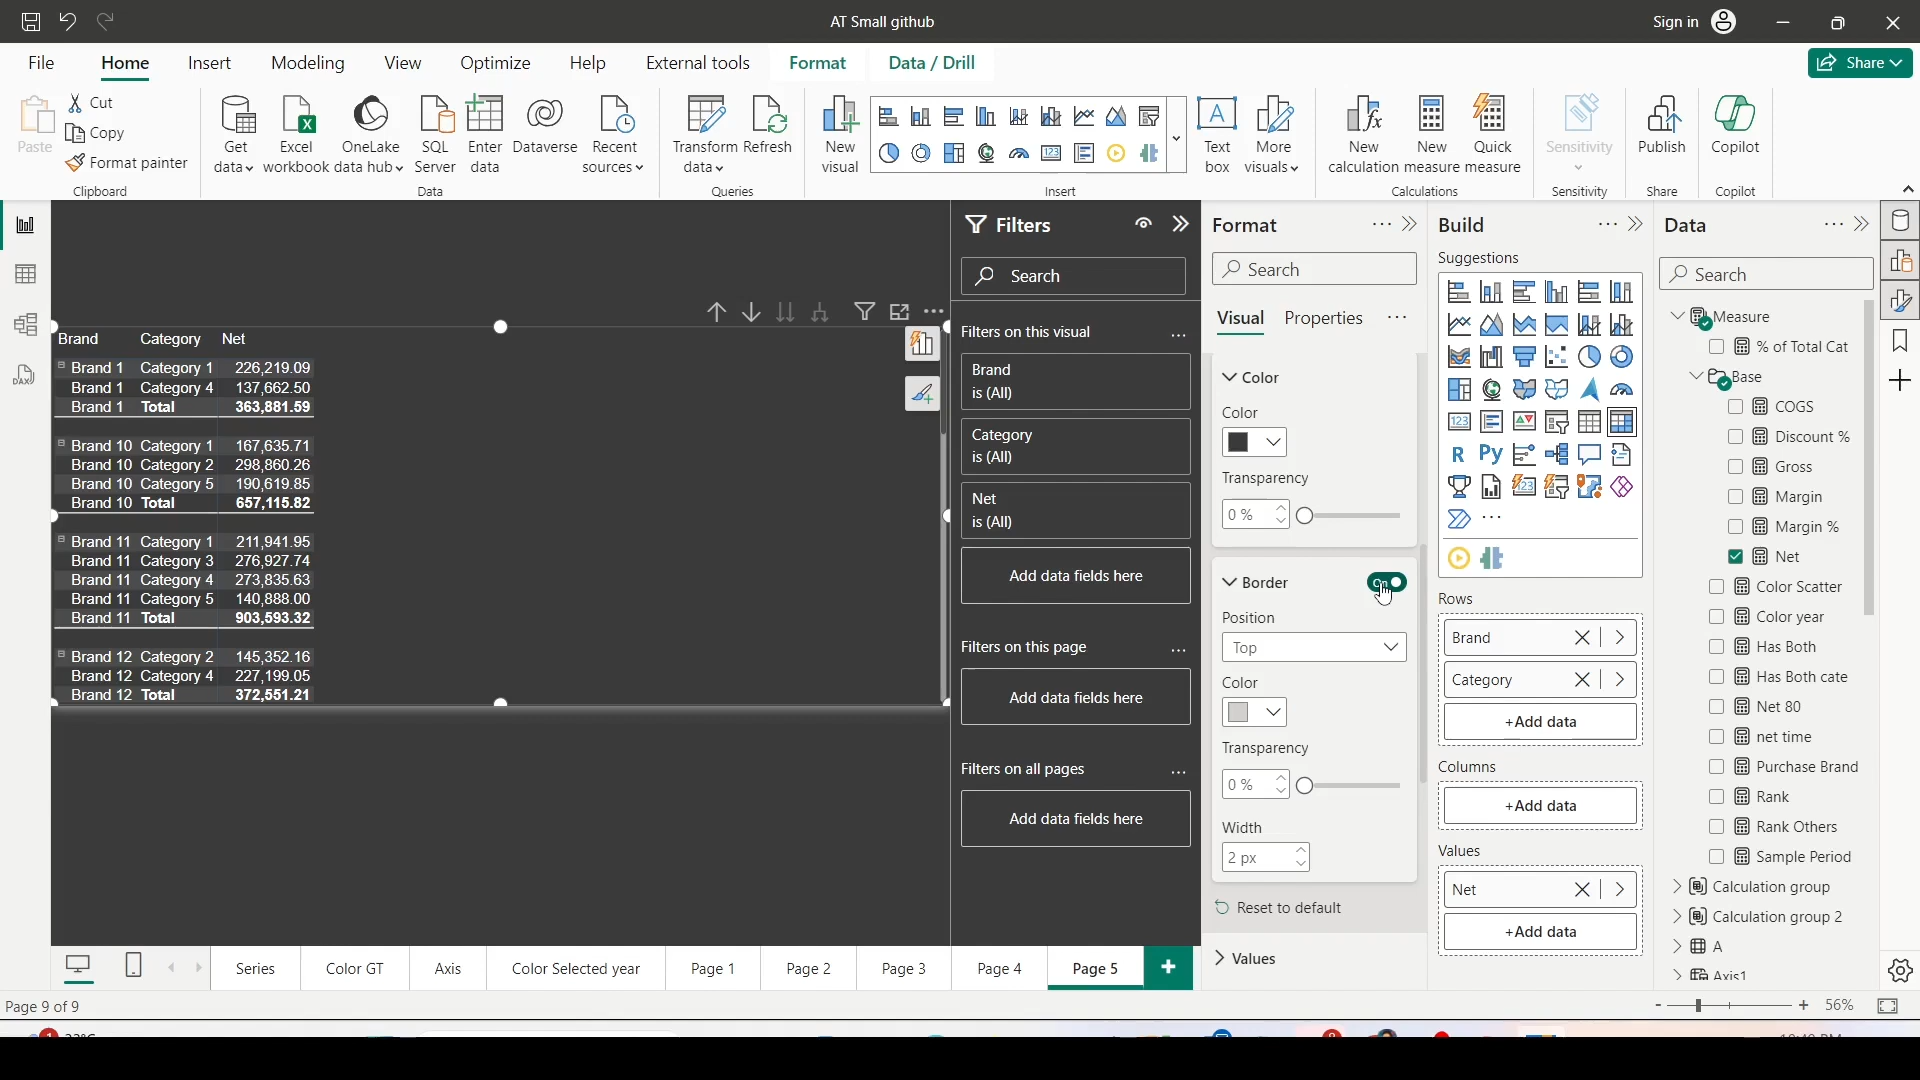 AT Small github
Sign in
File
Home
Insert
Modeling
View
Optimize
Help
External tools
Format
Data / Drill
Share
Paste
Cut
Copy
Format painter
Clipboard
Get data
Excel workbook
OneLake data hub
SQL Server
Enter data
Dataverse
Recent sources
Data
Transform data
Refresh
Queries
New visual
Text box
More visuals
Insert
New calculation
New measure
Quick measure
Calculations
Sensitivity
Sensitivity
Publish
Share
Copilot
Copilot
Brand Category Net
Brand 1 Category 1 226,219.09
Brand 1 Category 4 137,662.50
Brand 1 Total 363,881.59
Brand 10 Category 1 167,635.71
Brand 10 Category 2 298,860.26
Brand 10 Category 5 190,619.85
Brand 10 Total 657,115.82
Brand 11 Category 1 211,941.95
Brand 11 Category 3 276,927.74
Brand 11 Category 4 273,835.63
Brand 11 Category 5 140,888.00
Brand 11 Total 903,593.32
Brand 12 Category 2 145,352.16
Brand 12 Category 4 227,199.05
Brand 12 Total 372,551.21
Filters
Search
Filters on this visual
Brand
is (All)
Category
is (All)
Net
is (All)
Add data fields here
Filters on this page
Add data fields here
Filters on all pages
Add data fields here
Format
Search
Visual
Properties
Color
Color
Transparency
0 %
Border
On
Position
Top
Color
Transparency
0 %
Width
2 px
Reset to default
Values
Build
Suggestions
Rows
Brand
Category
+Add data
Columns
+Add data
Values
Net
+Add data
Data
Search
Measure
% of Total Cat
Base
COGS
Discount %
Gross
Margin
Margin %
Net
Color Scatter
Color year
Has Both
Has Both cate
Net 80
net time
Purchase Brand
Rank
Rank Others
Sample Period
Calculation group
Calculation group 2
A
Axis1
DAX
Series
Color GT
Axis
Color Selected year
Page 1
Page 2
Page 3
Page 4
Page 5
Page 9 of 9
56%